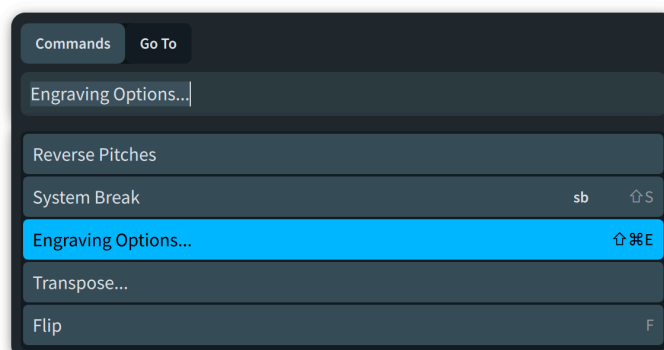 Commands Go To
Engraving Options...
Reverse Pitches
System Break sb ⇧S
Engraving Options... ⇧⌘E
Transpose...
Flip F